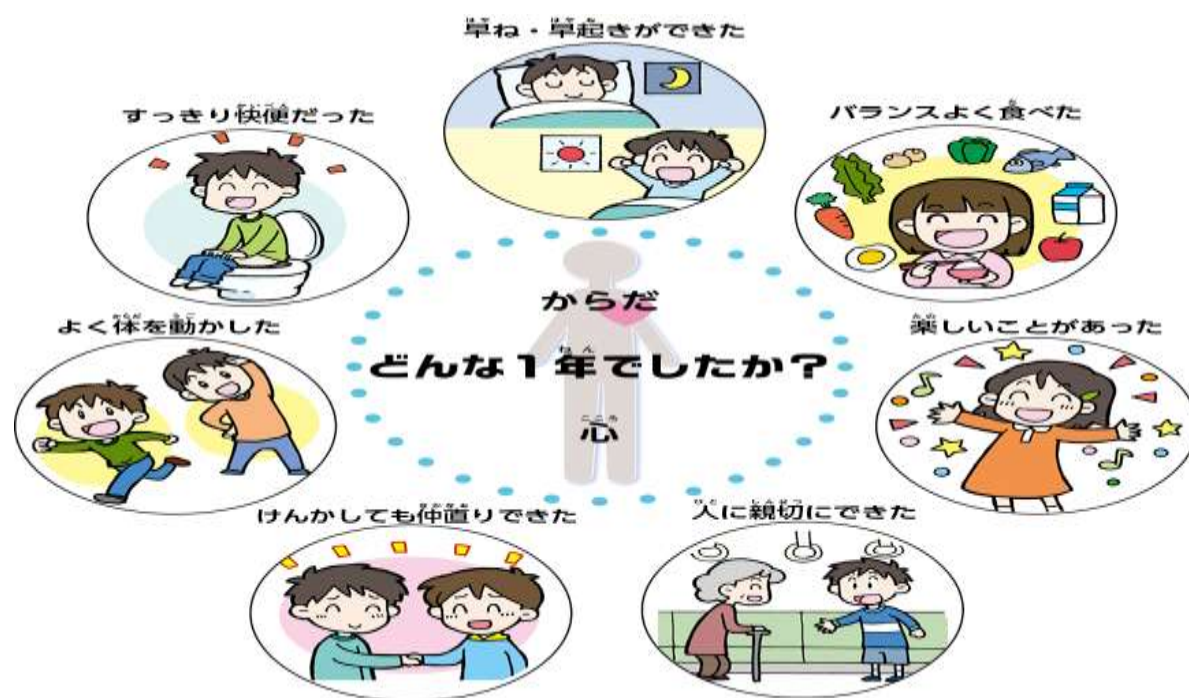 早ね・早起きができた
すっきり快便だった
バランスよく食べた
からだ
よく体を動かした
楽しいことがあった
どんな1年でしたか?
心
けんかしても仲直りできた
人に親切にできた